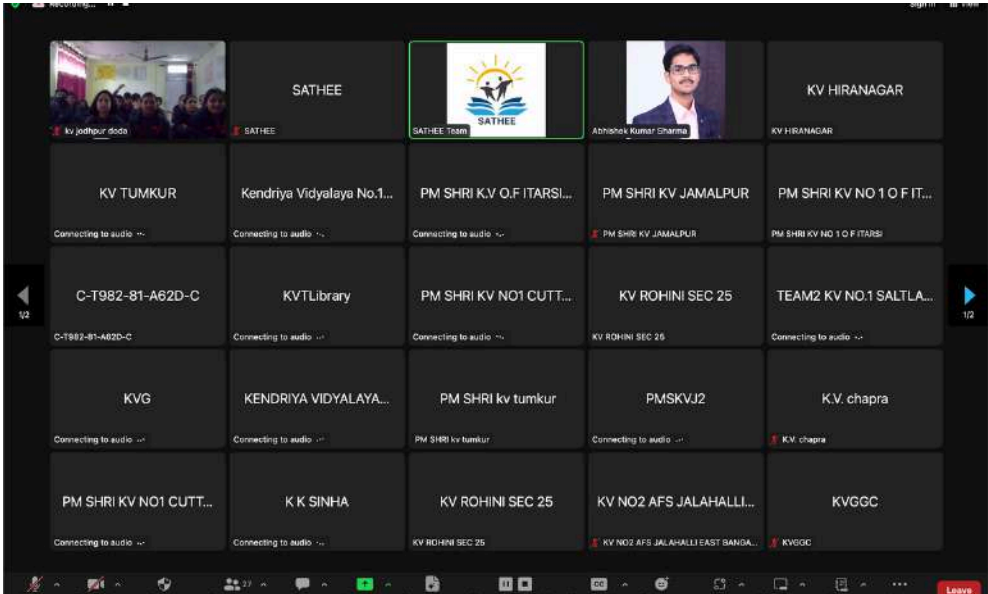 Recording...
Sign in
View
kv jodhpur doda
SATHEE
SATHEE
SATHEE
SATHEE Team
Abhishek Kumar Sharma
KV HIRANAGAR
KV HIRANAGAR
KV TUMKUR
Connecting to audio
Kendriya Vidyalaya No.1...
Connecting to audio
PM SHRI K.V O.F ITARSI...
Connecting to audio
PM SHRI KV JAMALPUR
PM SHRI KV JAMALPUR
PM SHRI KV NO 1 O F IT...
PM SHRI KV NO 1 O F ITARSI
1/2
C-T982-81-A62D-C
C-T982-81-A62D-C
KVTLibrary
Connecting to audio
PM SHRI KV NO1 CUTT...
Connecting to audio
KV ROHINI SEC 25
KV ROHINI SEC 25
TEAM2 KV NO.1 SALTLA...
Connecting to audio
1/2
KVG
Connecting to audio
KENDRIYA VIDYALAYA...
Connecting to audio
PM SHRI kv tumkur
PM SHRI kv tumkur
PMSKVJ2
Connecting to audio
K.V. chapra
K.V. chapra
PM SHRI KV NO1 CUTT...
Connecting to audio
K K SINHA
Connecting to audio
KV ROHINI SEC 25
KV ROHINI SEC 25
KV NO2 AFS JALAHALLI...
KV NO2 AFS JALAHALLI EAST BANGA...
KVGGC
KVGGC
27
CC
Leave